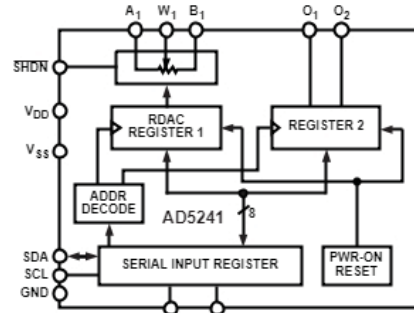 A1 W1 B1 O1 O2
SHDN
VDD
RDAC
REGISTER 1
REGISTER 2
VSS
ADDR
DECODE
AD5241
8
SDA
SCL
GND
SERIAL INPUT REGISTER
PWR-ON
RESET